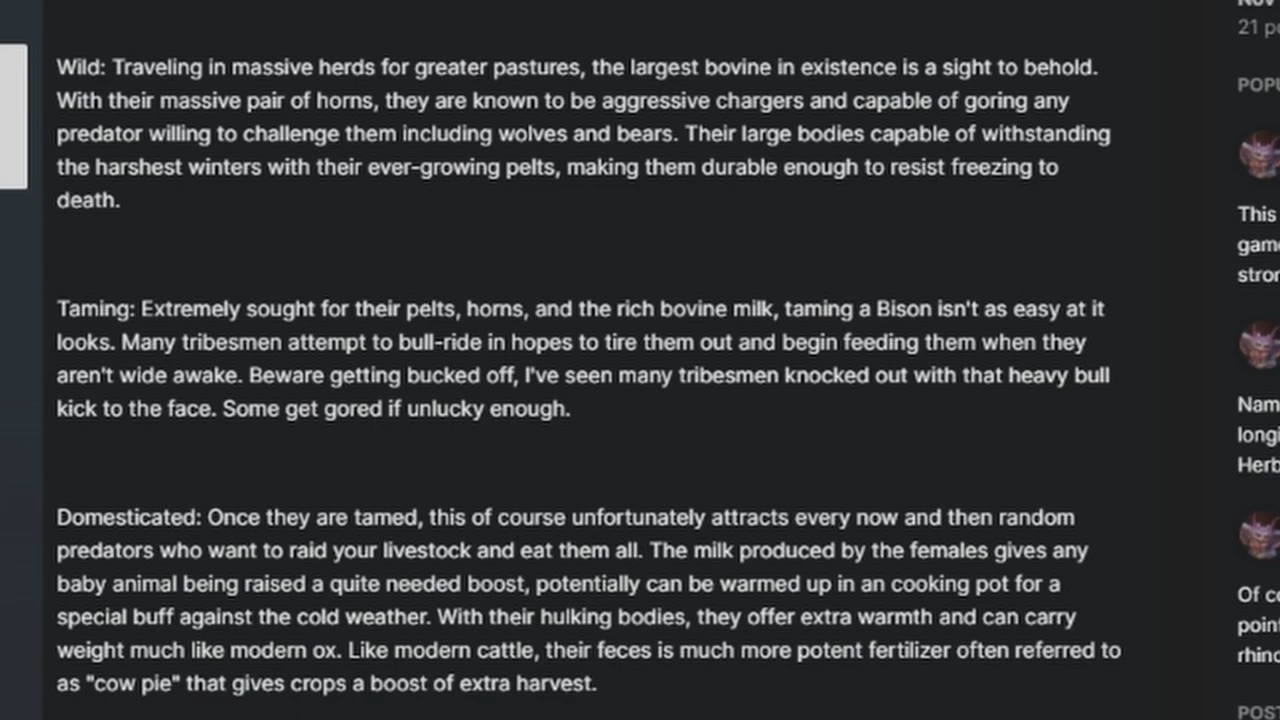 Wild: Traveling in massive herds for greater pastures, the largest bovine in existence is a sight to behold.
With their massive pair of horns, they are known to be aggressive chargers and capable of goring any
predator willing to challenge them including wolves and bears. Their large bodies capable of withstanding
the harshest winters with their ever-growing pelts, making them durable enough to resist freezing to
death.
Taming: Extremely sought for their pelts, horns, and the rich bovine milk, taming a Bison isn't as easy at it
looks. Many tribesmen attempt to bull-ride in hopes to tire them out and begin feeding them when they
aren't wide awake. Beware getting bucked off, I've seen many tribesmen knocked out with that heavy bull
kick to the face. Some get gored if unlucky enough.
Domesticated: Once they are tamed, this of course unfortunately attracts every now and then random
predators who want to raid your livestock and eat them all. The milk produced by the females gives any
baby animal being raised a quite needed boost, potentially can be warmed up in an cooking pot for a
special buff against the cold weather. With their hulking bodies, they offer extra warmth and can carry
weight much like modern ox. Like modern cattle, their feces is much more potent fertilizer often referred to
as "cow pie" that gives crops a boost of extra harvest.
21
This